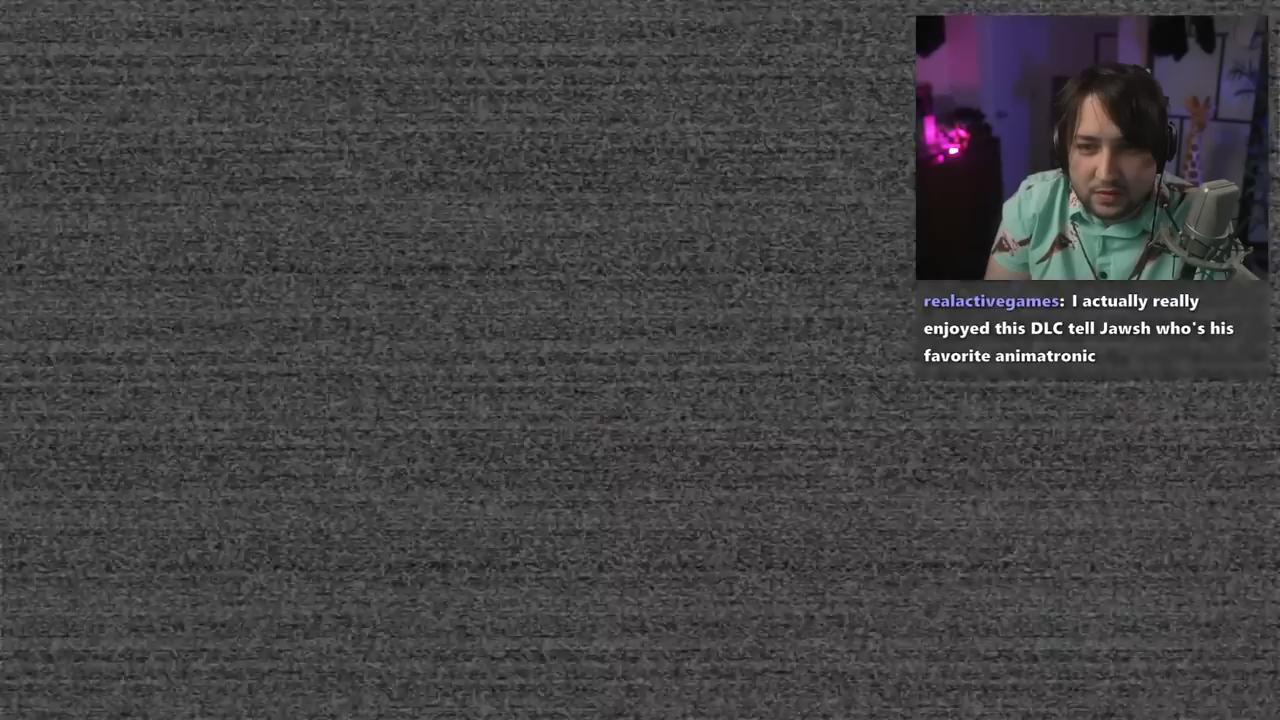 realactivegames: I actually really
enjoyed this DLC tell Jawsh who's his
favorite animatronic